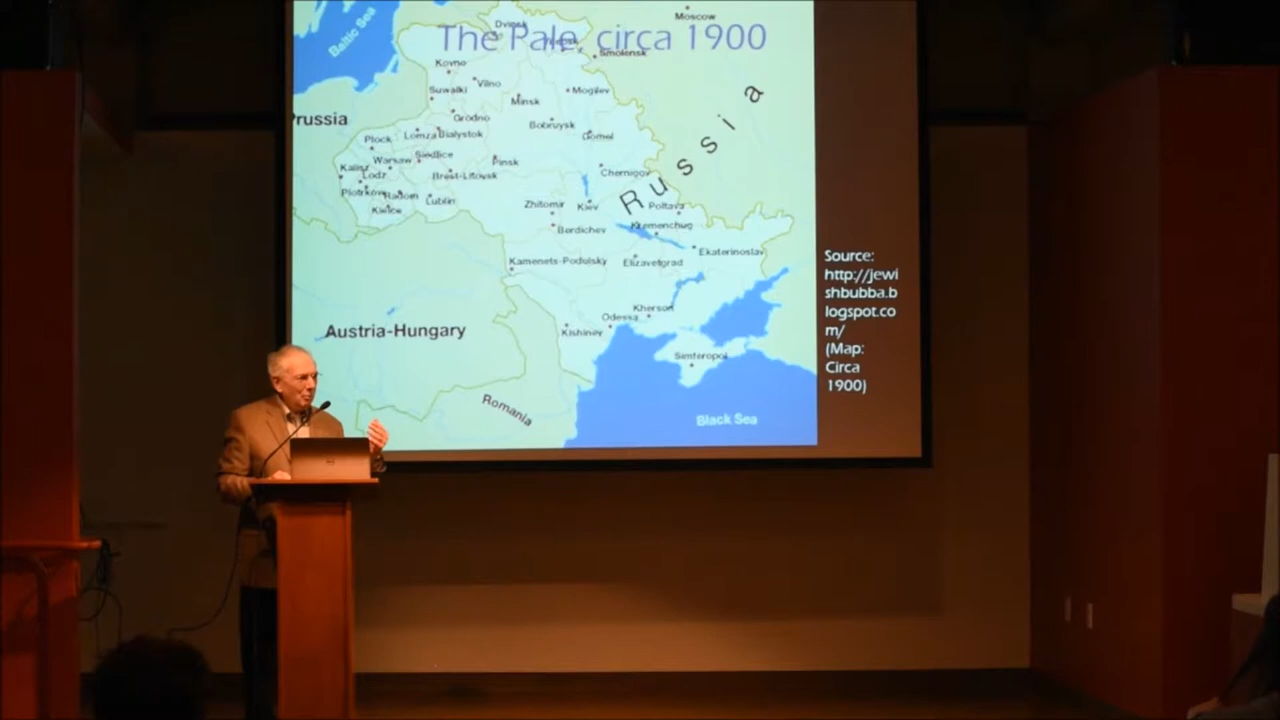 Moscow
Baltic Sea
Dvinsk
The Pale, circa 1900
Smolensk
Kovno
Vilno
Suwalki
Mogilev
Minsk
Russia
Prussia
Grodno
Bobruysk
Plock
Lomza
Bialystok
Gomel
Warsaw
Siedlce
Pinsk
Kalisz
Lodz
Brest-Litovsk
Chernigov
Piotrkow
Radom
Lublin
Kielce
Zhitomir
Kiev
Poltava
Berdichev
Kremenchug
Ekaterinoslav
Kamenets-Podolsky
Elizavetgrad
Kherson
Odessa
Kishinev
Austria-Hungary
Simferopol
Romania
Black Sea
Source:
http://jewi
shbubba.b
logspot.co
m/
(Map:
Circa
1900)